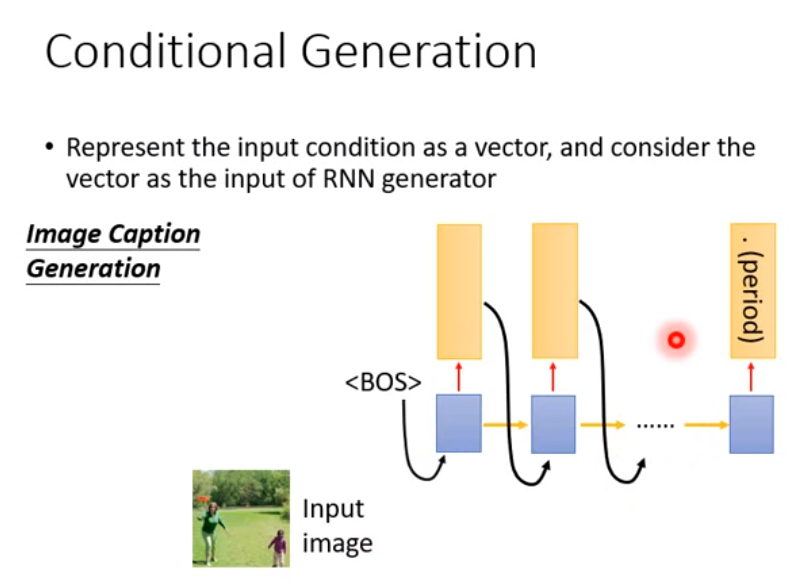 Conditional Generation
• Represent the input condition as a vector, and consider the
vector as the input of RNN generator
Image Caption
Generation
. (period)
<BOS>
......
Input
image